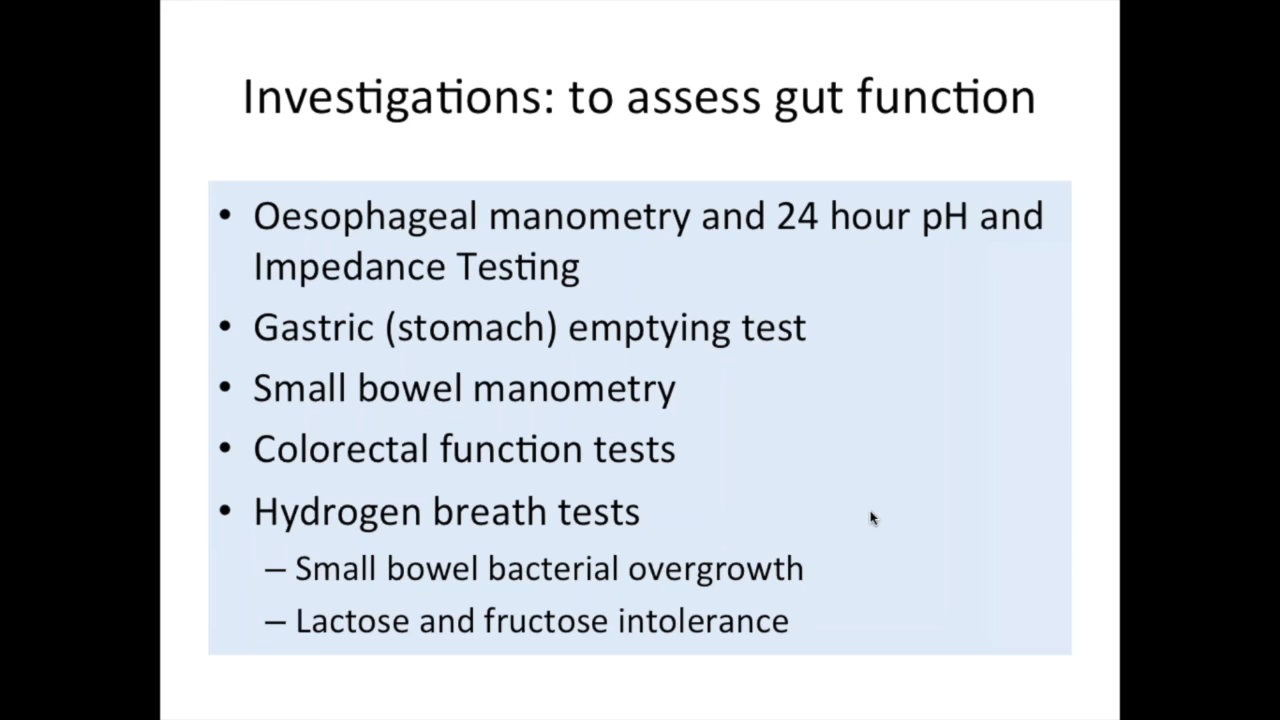 Investigations: to assess gut function
• Oesophageal manometry and 24 hour pH and
Impedance Testing
• Gastric (stomach) emptying test
• Small bowel manometry
• Colorectal function tests
• Hydrogen breath tests
– Small bowel bacterial overgrowth
– Lactose and fructose intolerance